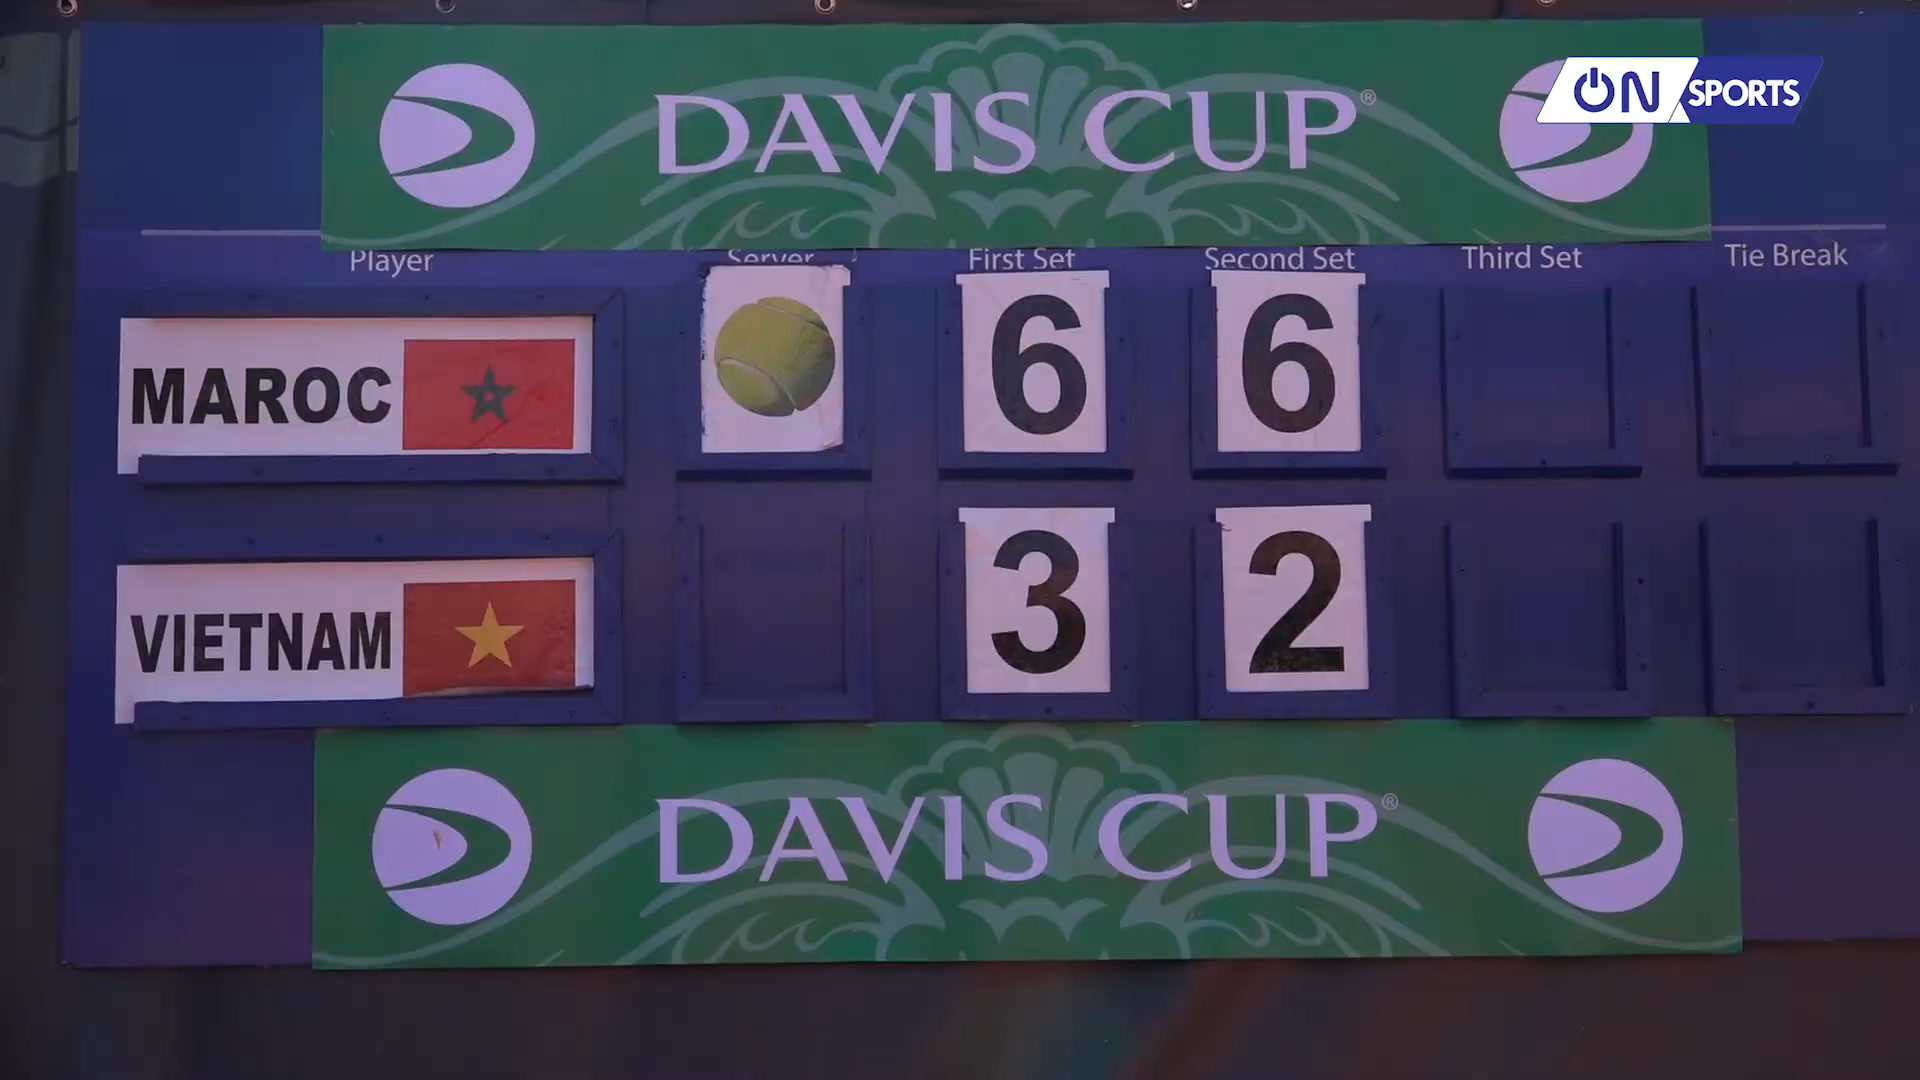 DAVIS CUP®
ON SPORTS
Player Server First Set Second Set Third Set Tie Break
MAROC 6 6
VIETNAM 3 2
DAVIS CUP®